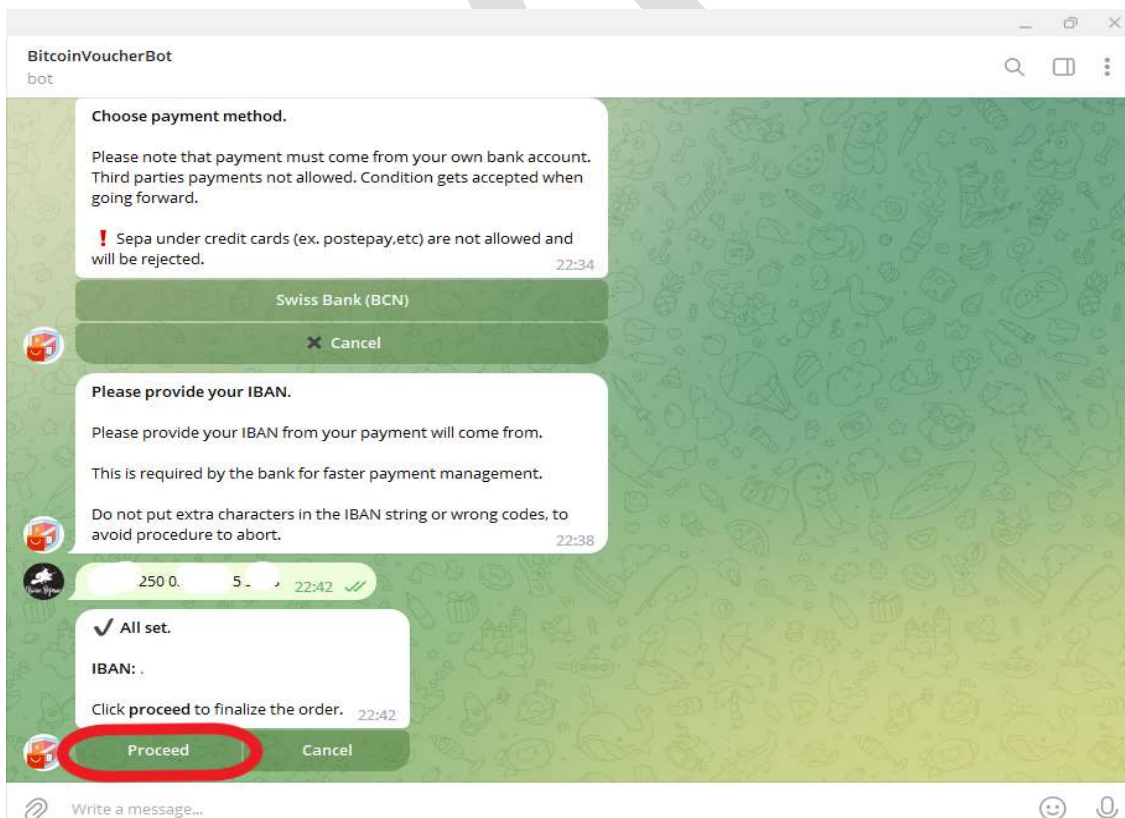 BitcoinVoucherBot
bot
Choose payment method.
Please note that payment must come from your own bank account.
Third parties payments not allowed. Condition gets accepted when
going forward.
❗ Sepa under credit cards (ex. postepay,etc) are not allowed and
will be rejected.
22:34
Swiss Bank (BCN)
✖ Cancel
Please provide your IBAN.
Please provide your IBAN from your payment will come from.
This is required by the bank for faster payment management.
Do not put extra characters in the IBAN string or wrong codes, to
avoid procedure to abort.
22:38
250 0. 5
22:42
✔ All set.
IBAN: .
Click proceed to finalize the order.
22:42
Proceed
Cancel
Write a message...